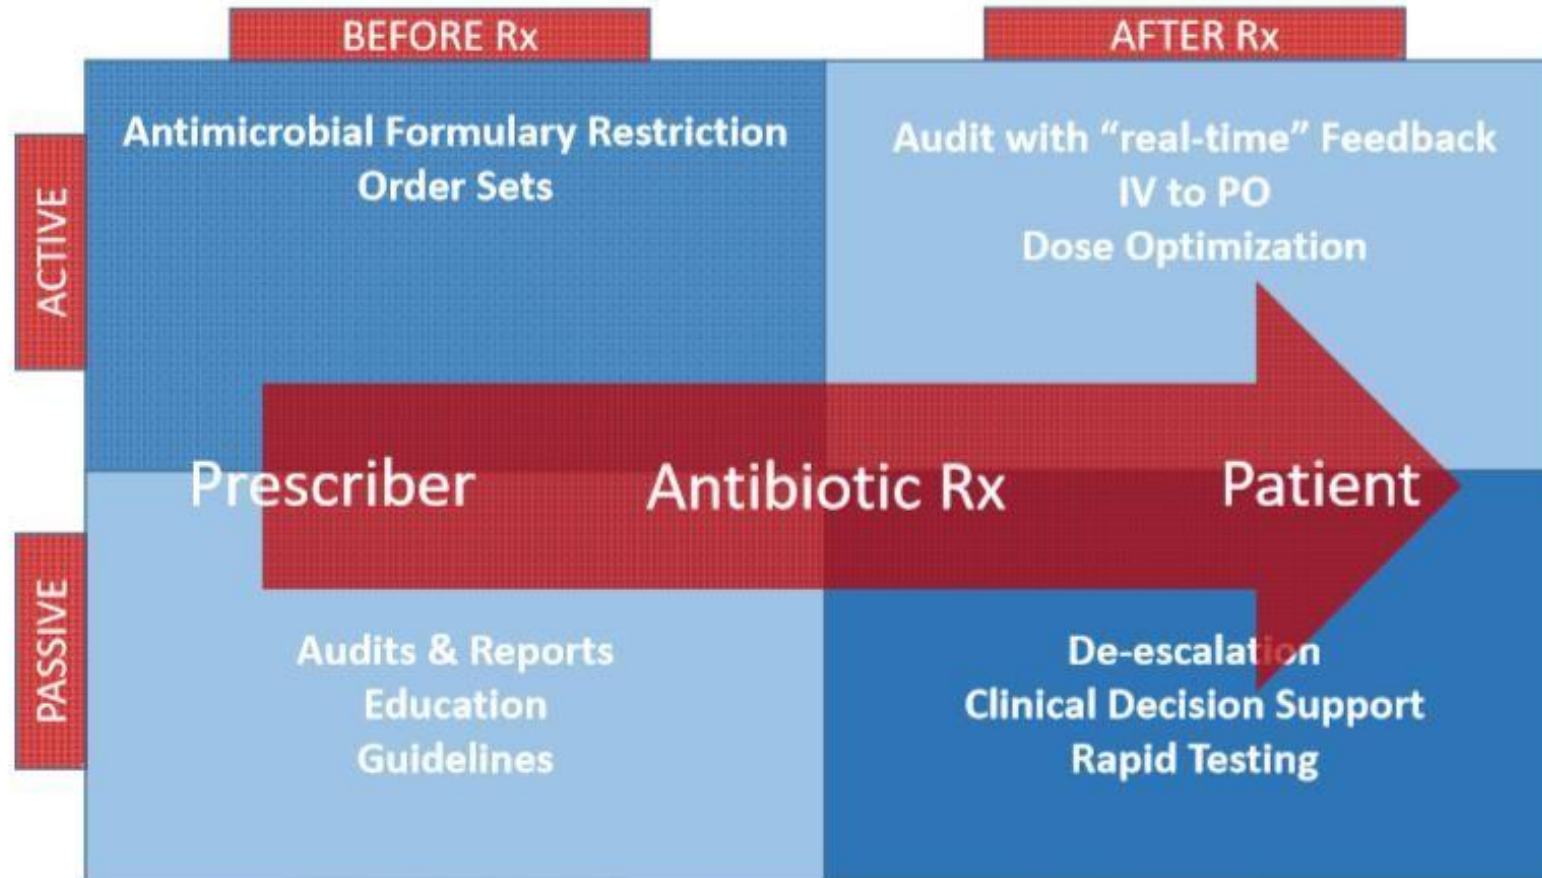 BEFORE Rx
AFTER Rx
ACTIVE
Antimicrobial Formulary Restriction
Order Sets
Audit with “real-time” Feedback
IV to PO
Dose Optimization
Prescriber
Antibiotic Rx
Patient
PASSIVE
Audits & Reports
Education
Guidelines
De-escalation
Clinical Decision Support
Rapid Testing